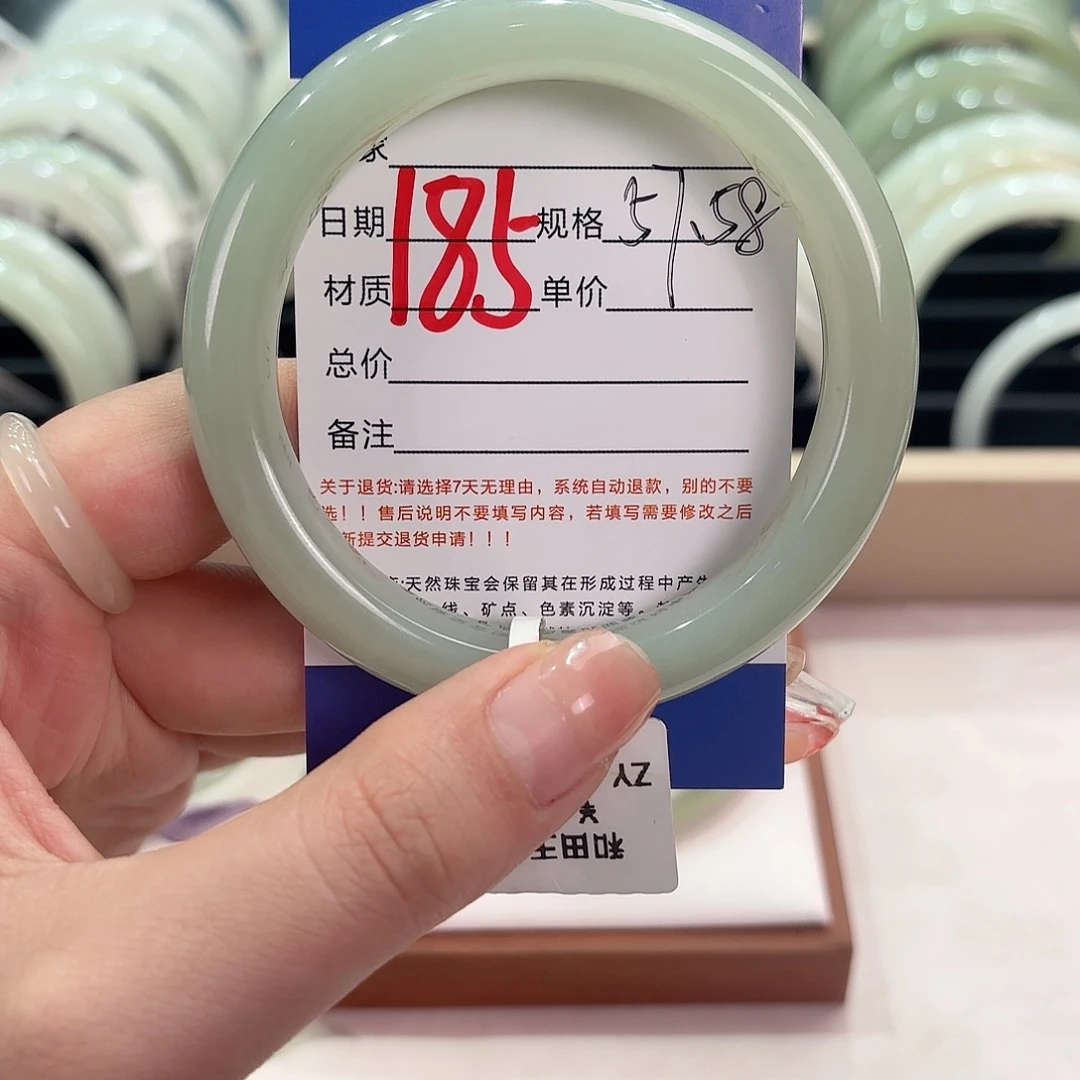 家
日期 185 规格 57.58
材质 单价
总价
备注
关于退货:请选择7天无理由，系统自动退款，别的不要
选！！售后说明不要填写内容，若填写需要修改之后
新提交退货申请！！！
:天然珠宝会保留其在形成过程中产生
线、矿点、色素沉淀等。
ZY
和田玉